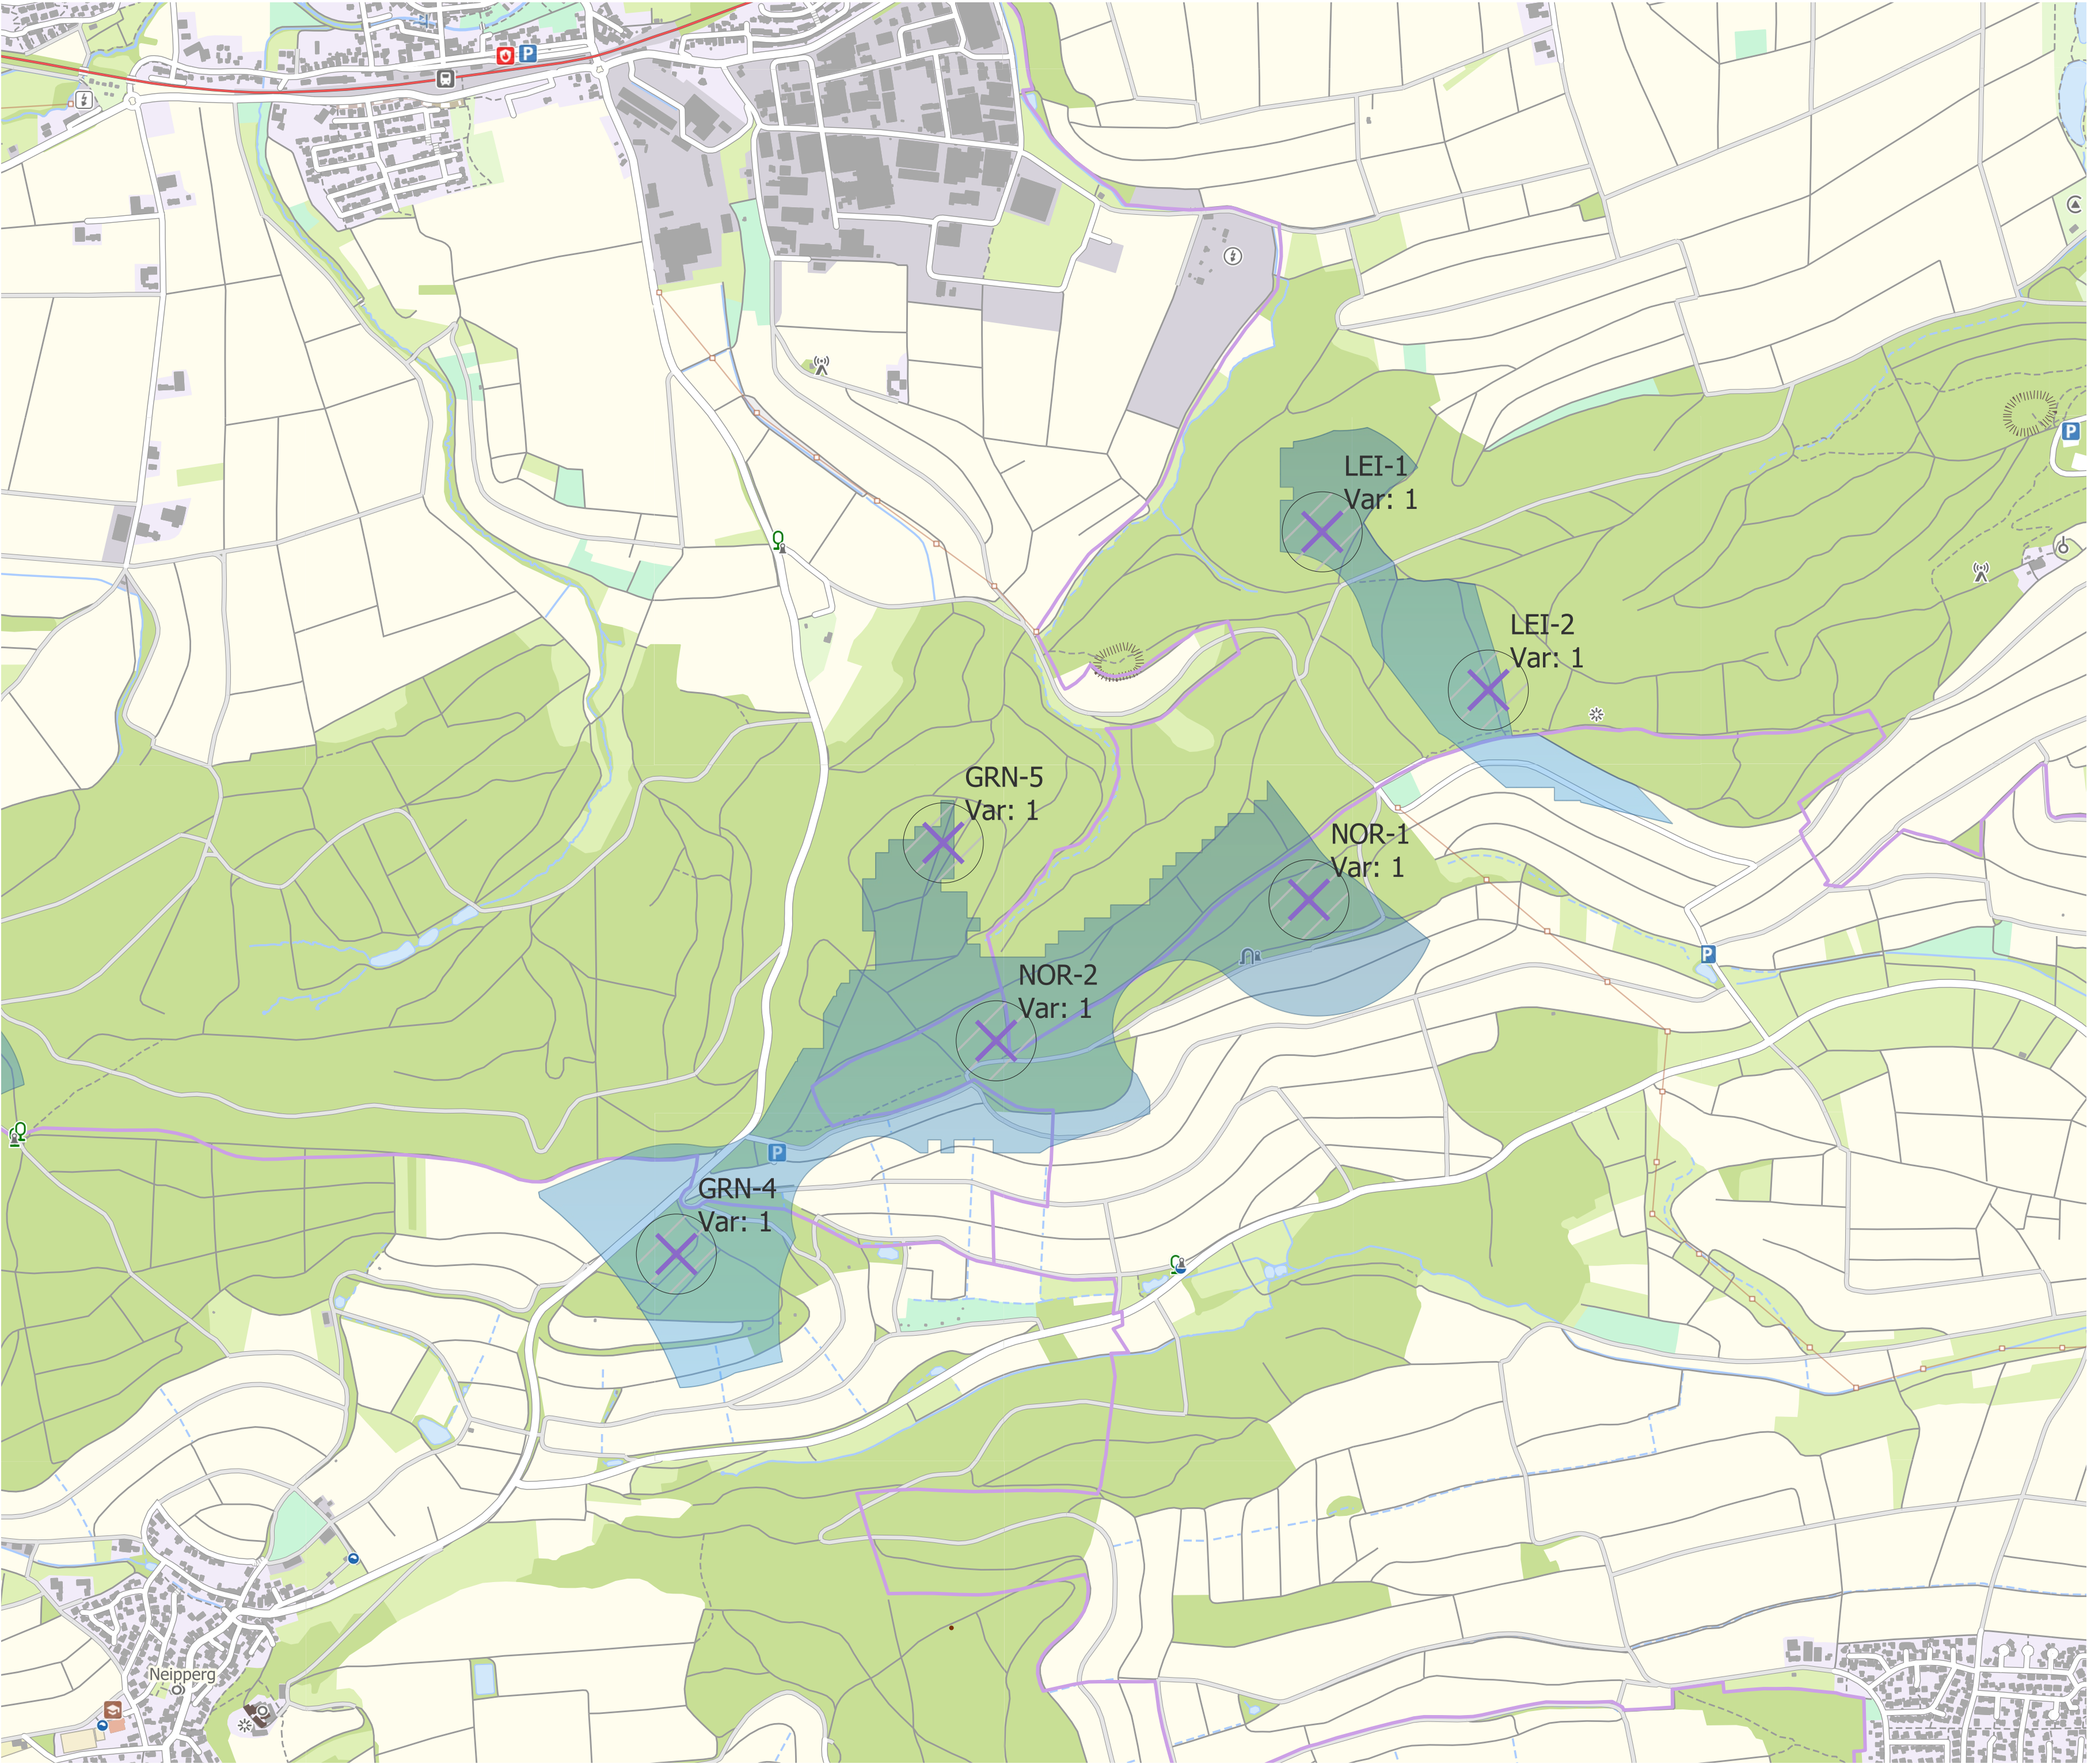 P
P
LEI-1
Var: 1
LEI-2
Var: 1
GRN-5
Var: 1
NOR-1
Var: 1
P
NOR-2
Var: 1
P
GRN-4
Var: 1
Neipperg